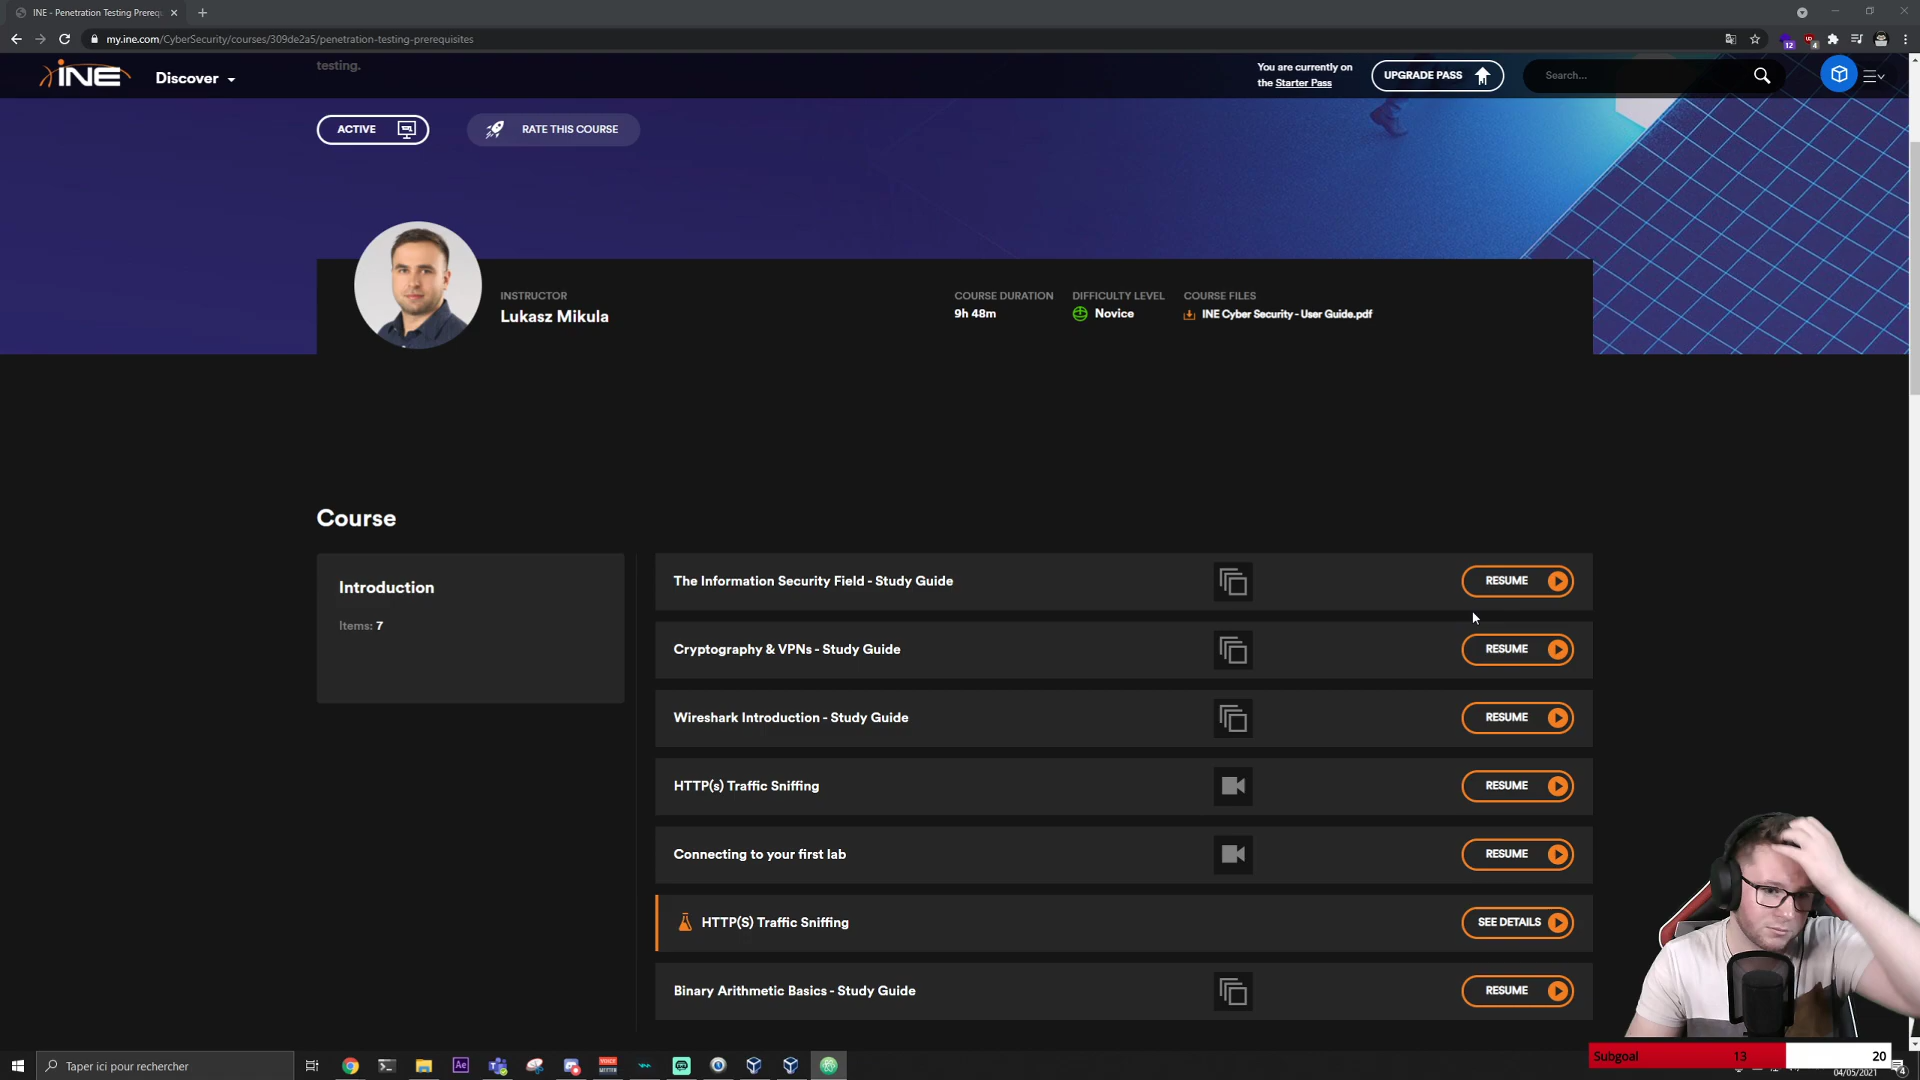 INE - Penetration Testing Prereq
my.ine.com/CyberSecurity/courses/309de2a5/penetration-testing-prerequisites
12
4
INE
Discover
testing.
You are currently on
the Starter Pass
UPGRADE PASS
Search...
ACTIVE
RATE THIS COURSE
INSTRUCTOR
Lukasz Mikula
COURSE DURATION
9h 48m
DIFFICULTY LEVEL
Novice
COURSE FILES
INE Cyber Security - User Guide.pdf
Course
Introduction
Items: 7
The Information Security Field - Study Guide
RESUME
Cryptography & VPNs - Study Guide
RESUME
Wireshark Introduction - Study Guide
RESUME
HTTP(s) Traffic Sniffing
RESUME
Connecting to your first lab
RESUME
HTTP(S) Traffic Sniffing
SEE DETAILS
Binary Arithmetic Basics - Study Guide
RESUME
Subgoal 13 20
Taper ici pour rechercher
Ae
04/05/2021
4